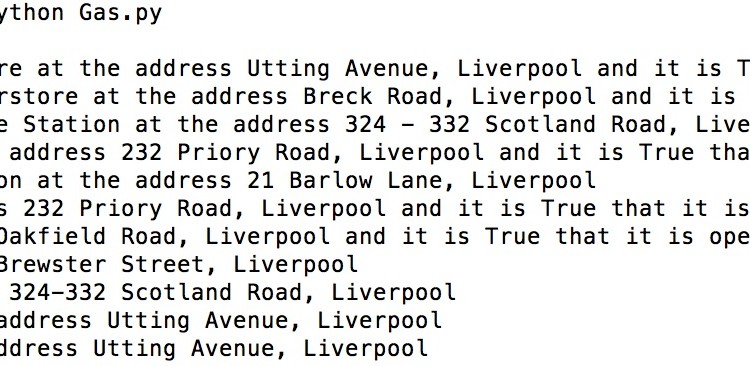 ython Gas.py
re at the address Utting Avenue, Liverpool and it is T
rstore at the address Breck Road, Liverpool and it is
e Station at the address 324 – 332 Scotland Road, Live
address 232 Priory Road, Liverpool and it is True tha
on at the address 21 Barlow Lane, Liverpool
s 232 Priory Road, Liverpool and it is True that it is
Oakfield Road, Liverpool and it is True that it is ope
Brewster Street, Liverpool
324-332 Scotland Road, Liverpool
address Utting Avenue, Liverpool
ddress Utting Avenue, Liverpool